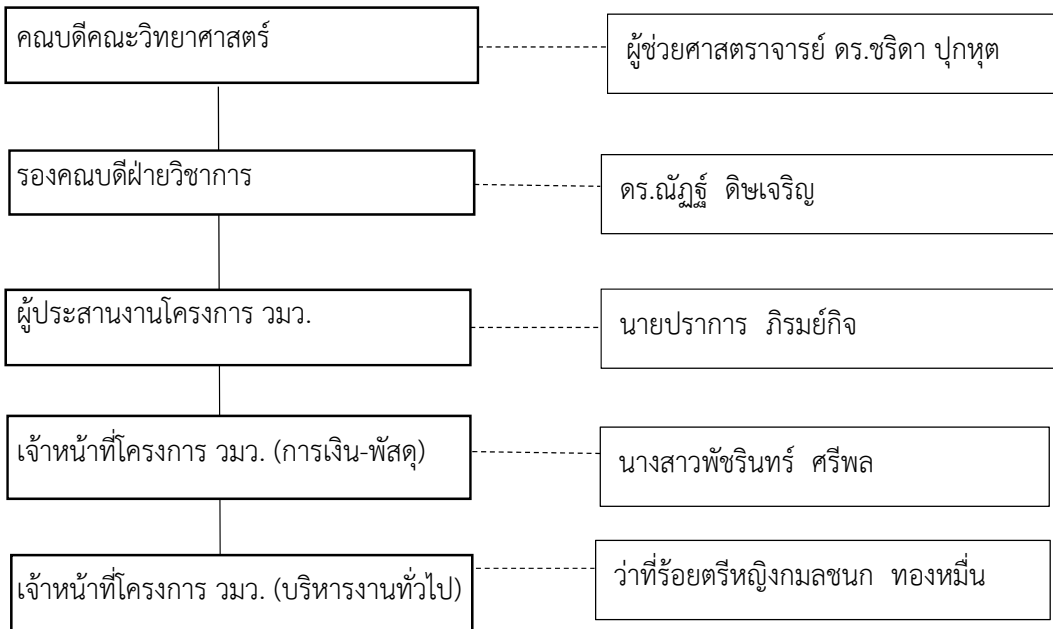 คณบดีคณะวิทยาศาสตร์
ผู้ช่วยศาสตราจารย์ ดร.ชริดา ปุกหุต
รองคณบดีฝ่ายวิชาการ
ดร.ณัฏฐ์  ดิษเจริญ
ผู้ประสานงานโครงการ วมว.
นายปราการ  ภิรมย์กิจ
เจ้าหน้าที่โครงการ วมว. (การเงิน-พัสดุ)
นางสาวพัชรินทร์  ศรีพล
เจ้าหน้าที่โครงการ วมว. (บริหารงานทั่วไป)
ว่าที่ร้อยตรีหญิงกมลชนก  ทองหมื่น